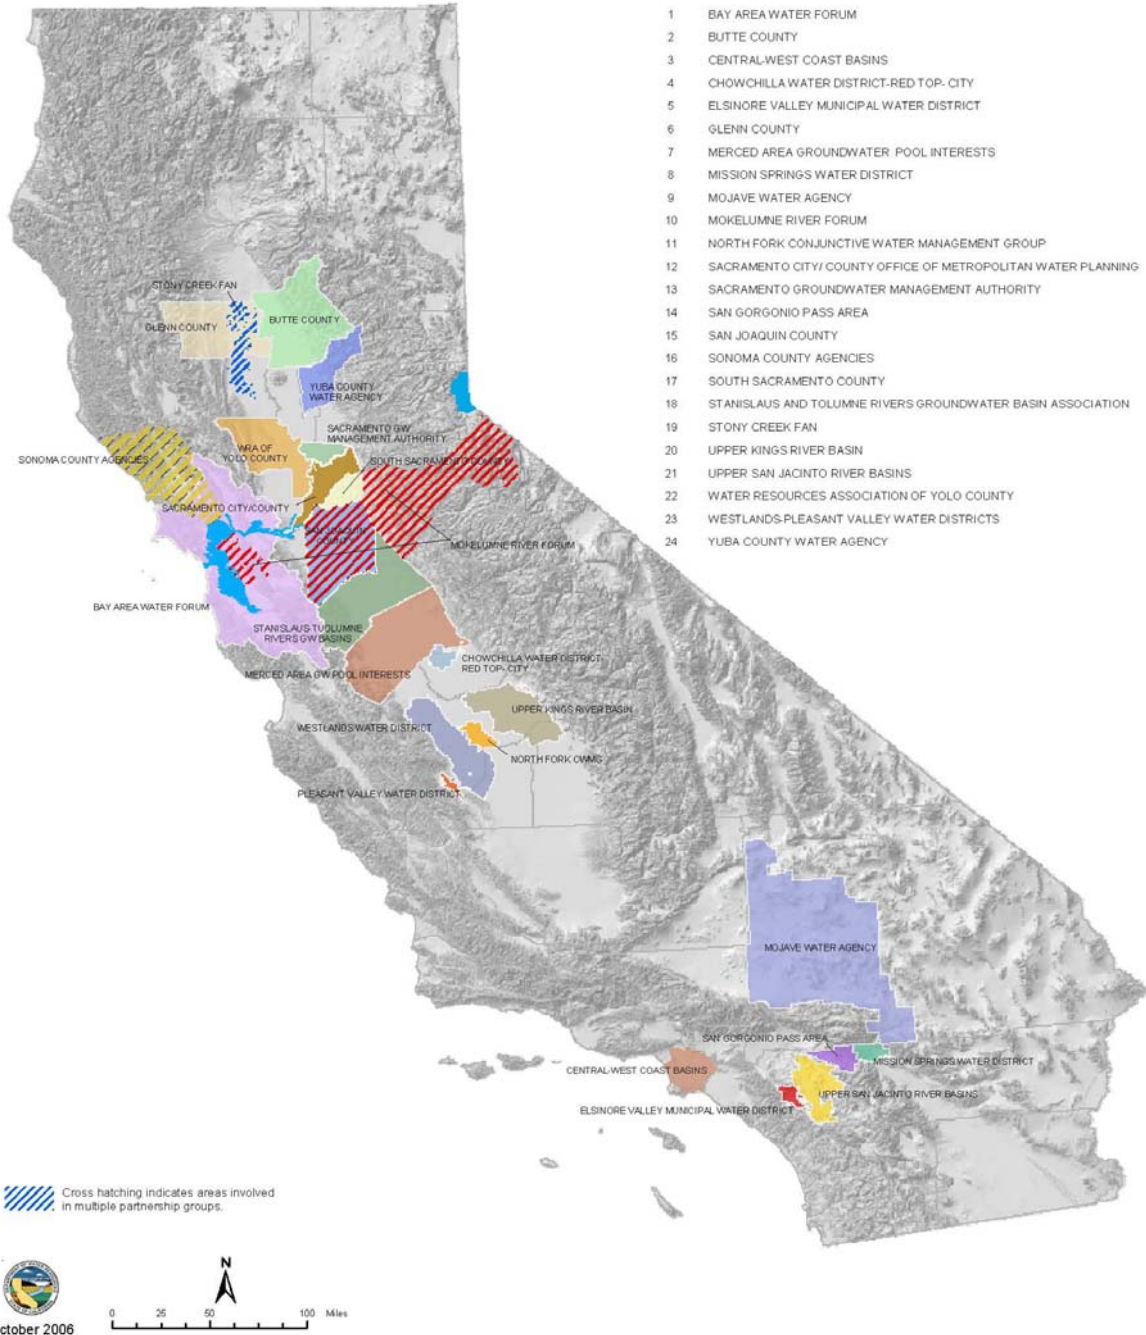 1 BAY AREA WATER FORUM
2 BUTTE COUNTY
3 CENTRAL-WEST COAST BASINS
4 CHOWCHILLA WATER DISTRICT-RED TOP- CITY
5 ELSINORE VALLEY MUNICIPAL WATER DISTRICT
6 GLENN COUNTY
7 MERCED AREA GROUNDWATER POOL INTERESTS
8 MISSION SPRINGS WATER DISTRICT
9 MOJAVE WATER AGENCY
10 MOKELUMNE RIVER FORUM
11 NORTH FORK CONJUNCTIVE WATER MANAGEMENT GROUP
12 SACRAMENTO CITY/ COUNTY OFFICE OF METROPOLITAN WATER PLANNING
13 SACRAMENTO GROUNDWATER MANAGEMENT AUTHORITY
14 SAN GORGONIO PASS AREA
15 SAN JOAQUIN COUNTY
16 SONOMA COUNTY AGENCIES
17 SOUTH SACRAMENTO COUNTY
18 STANISLAUS AND TOLUMNE RIVERS GROUNDWATER BASIN ASSOCIATION
19 STONY CREEK FAN
20 UPPER KINGS RIVER BASIN
21 UPPER SAN JACINTO RIVER BASINS
22 WATER RESOURCES ASSOCIATION OF YOLO COUNTY
23 WESTLANDS-PLEASANT VALLEY WATER DISTRICTS
24 YUBA COUNTY WATER AGENCY
STONY CREEK FAN
GLENN COUNTY
BUTTE COUNTY
YUBA COUNTY
WATER AGENCY
SACRAMENTO GW
MANAGEMENT AUTHORITY
WRA OF
YOLO COUNTY
SONOMA COUNTY AGENCIES
SOUTH SACRAMENTO COUNTY
SACRAMENTO CITY/COUNTY
SAN JOAQUIN
COUNTY
MOKELUMNE RIVER FORUM
BAY AREA WATER FORUM
STANISLAUS-TUOLUMNE
RIVERS GW BASINS
CHOWCHILLA WATER DISTRICT-
RED TOP- CITY
MERCED AREA GW POOL INTERESTS
UPPER KINGS RIVER BASIN
WESTLANDS WATER DISTRICT
NORTH FORK CWMG
PLEASANT VALLEY WATER DISTRICT
MOJAVE WATER AGENCY
SAN GORGONIO PASS AREA
MISSION SPRINGS WATER DISTRICT
CENTRAL-WEST COAST BASINS
UPPER SAN JACINTO RIVER BASINS
ELSINORE VALLEY MUNICIPAL WATER DISTRICT
Cross hatching indicates areas involved
in multiple partnership groups.
N
0 25 50 100 Miles
ctober 2006